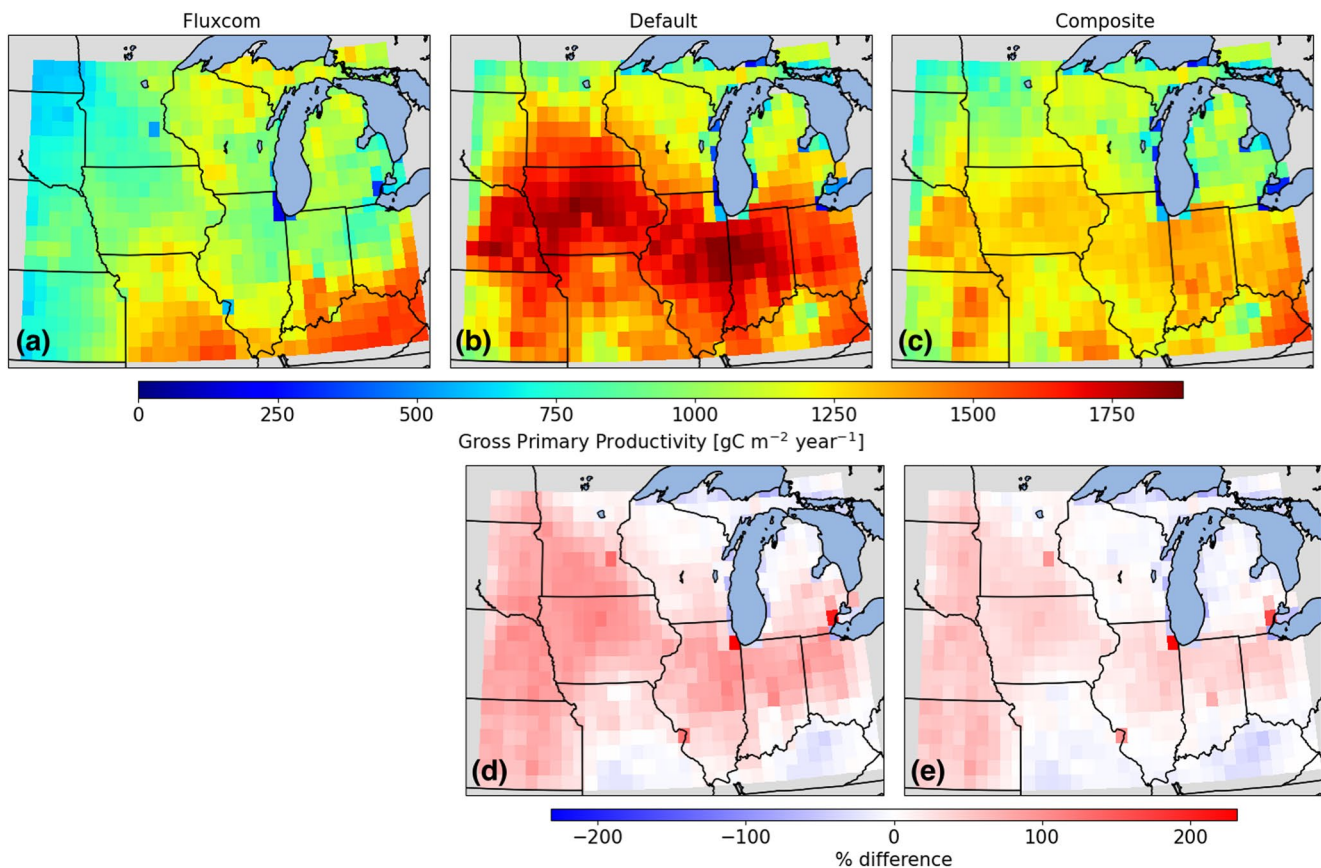 Fluxcom Default Composite
(a) (b) (c)
0 250 500 750 1000 1250 1500 1750
Gross Primary Productivity [gC m⁻² year⁻¹]
(d) (e)
−200 −100 0 100 200
% difference